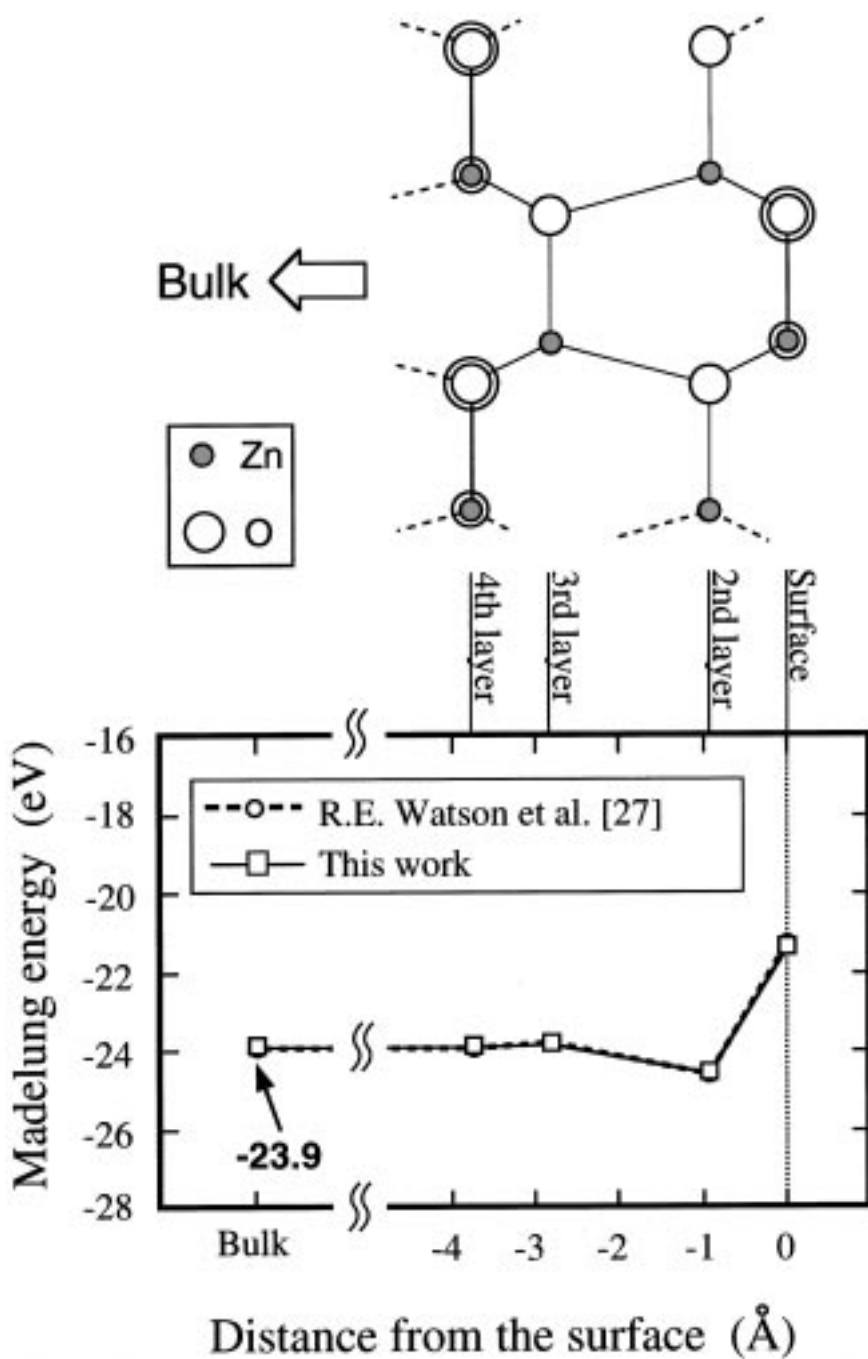 Bulk
Zn
O
4th layer
3rd layer
2nd layer
Surface
Madelung energy (eV)
-16
-18
-20
-22
-24
-26
-28
R.E. Watson et al. [27]
This work
-23.9
Bulk
-4
-3
-2
-1
0
Distance from the surface (Å)